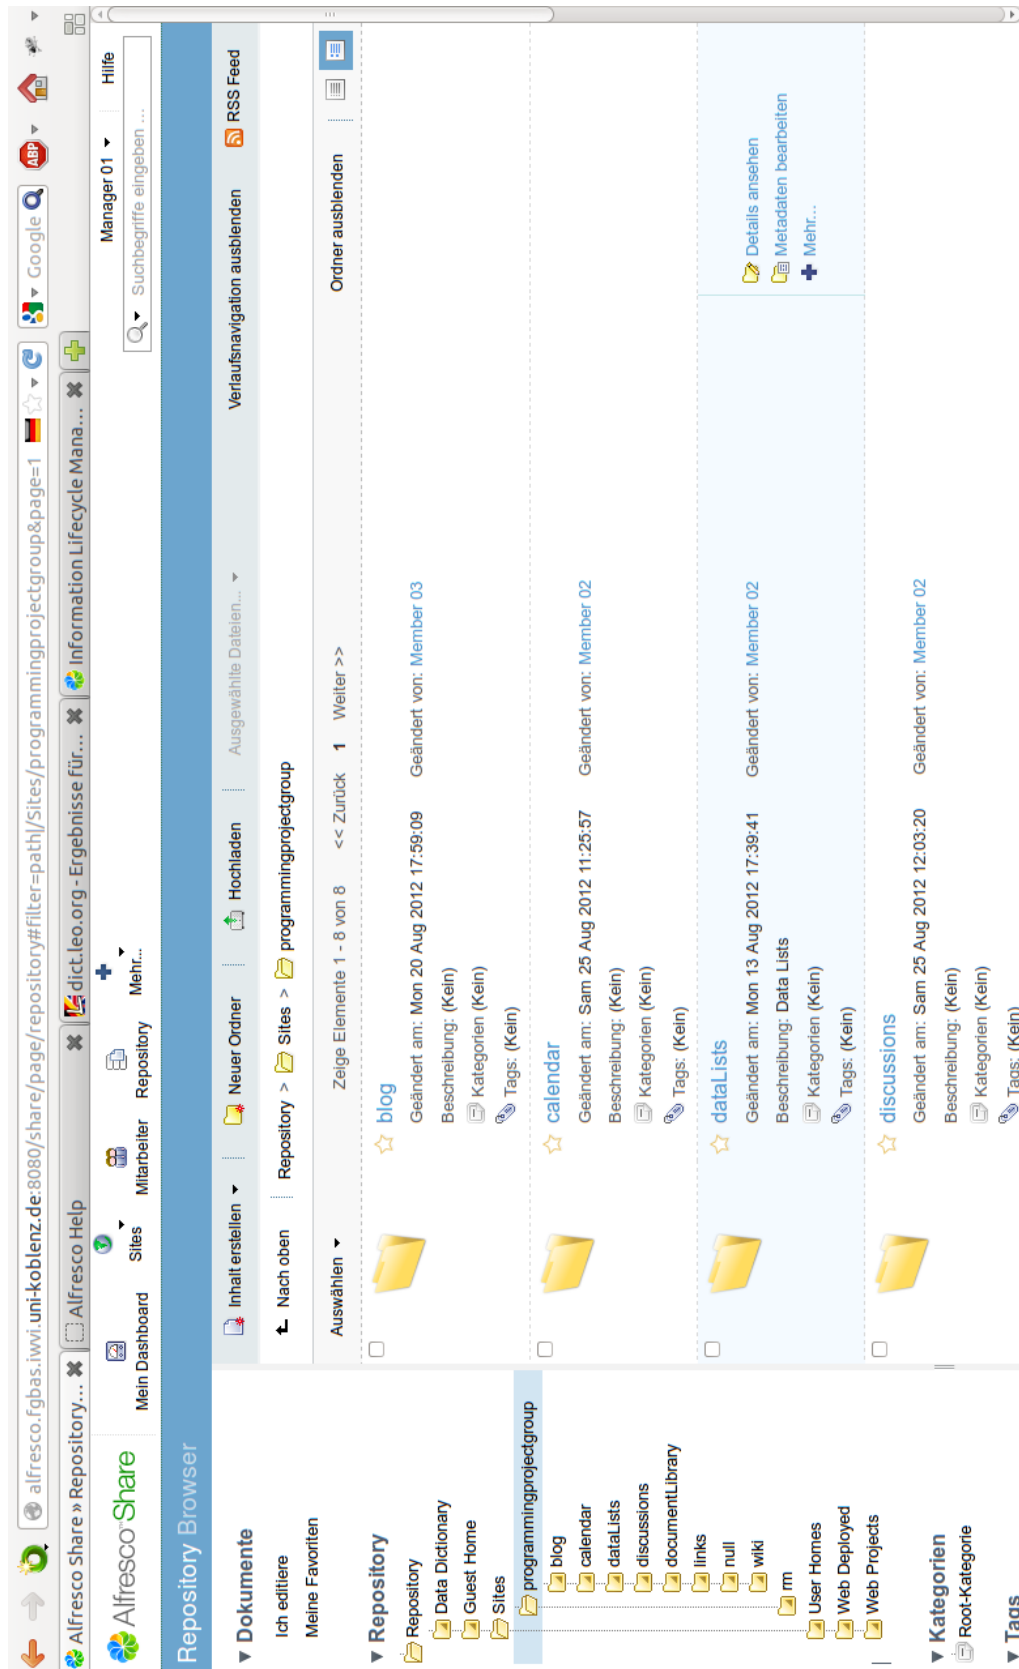 alfresco.fgbas.iwvi.uni-koblenz.de:8080/share/page/repository#filter=path|/Sites/programmingprojectgroup&page=1
Google
ABP
Alfresco Share » Repository...
Alfresco Help
dict.leo.org - Ergebnisse für...
Information Lifecycle Mana...
Alfresco Share
Mein Dashboard
Sites
Mitarbeiter
Repository
Mehr...
Manager 01
Hilfe
Suchbegriffe eingeben ...
Repository Browser
Dokumente
Ich editiere
Meine Favoriten
Repository
Repository
Data Dictionary
Guest Home
Sites
programmingprojectgroup
blog
calendar
dataLists
discussions
documentLibrary
links
null
wiki
rm
User Homes
Web Deployed
Web Projects
Kategorien
Root-Kategorie
Tags
Inhalt erstellen
Neuer Ordner
Hochladen
Ausgewählte Dateien...
Verlaufsnavigation ausblenden
RSS Feed
Nach oben
Repository > Sites > programmingprojectgroup
Auswählen
Zeige Elemente 1 - 8 von 8
<< Zurück 1 Weiter >>
Ordner ausblenden
blog
Geändert am: Mon 20 Aug 2012 17:59:09 Geändert von: Member 03
Beschreibung: (Kein)
Kategorien (Kein)
Tags: (Kein)
calendar
Geändert am: Sam 25 Aug 2012 11:25:57 Geändert von: Member 02
Beschreibung: (Kein)
Kategorien (Kein)
Tags: (Kein)
dataLists
Geändert am: Mon 13 Aug 2012 17:39:41 Geändert von: Member 02
Beschreibung: Data Lists
Kategorien (Kein)
Tags: (Kein)
Details ansehen
Metadaten bearbeiten
Mehr...
discussions
Geändert am: Sam 25 Aug 2012 12:03:20 Geändert von: Member 02
Beschreibung: (Kein)
Kategorien (Kein)
Tags: (Kein)